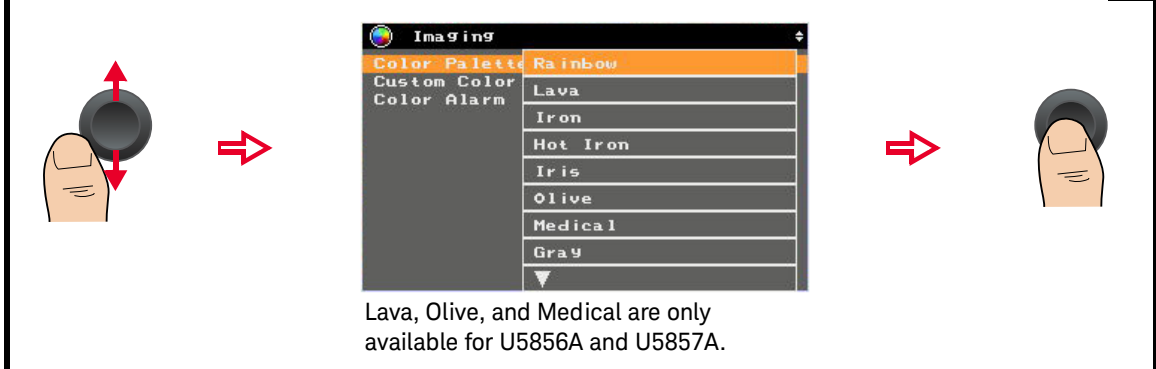 Imaging
Color Palette
Custom Color
Color Alarm
Rainbow
Lava
Iron
Hot Iron
Iris
Olive
Medical
Gray
Lava, Olive, and Medical are only
available for U5856A and U5857A.